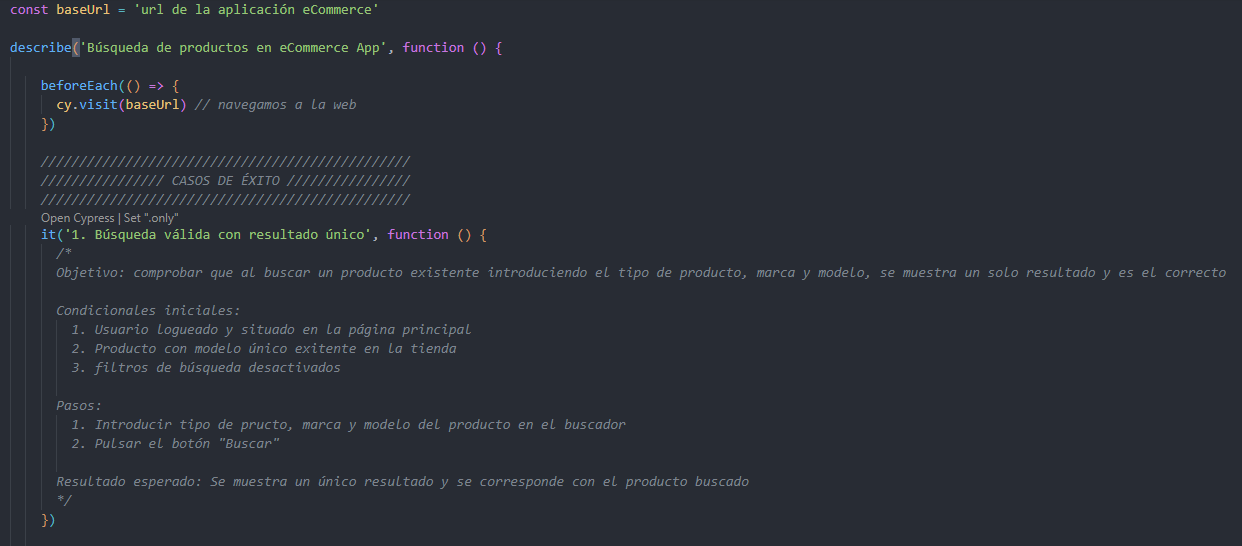 const baseUrl = 'url de la aplicación eCommerce'
describe('Búsqueda de productos en eCommerce App', function () {
beforeEach(() => {
cy.visit(baseUrl) // navegamos a la web
})
////////////////////////////////////////////////
//////////////// CASOS DE ÉXITO ////////////////
////////////////////////////////////////////////
Open Cypress | Set ".only"
it('1. Búsqueda válida con resultado único', function () {
/*
Objetivo: comprobar que al buscar un producto existente introduciendo el tipo de producto, marca y modelo, se muestra un solo resultado y es el correcto
Condicionales iniciales:
1. Usuario logueado y situado en la página principal
2. Producto con modelo único exitente en la tienda
3. filtros de búsqueda desactivados
Pasos:
1. Introducir tipo de pructo, marca y modelo del producto en el buscador
2. Pulsar el botón "Buscar"
Resultado esperado: Se muestra un único resultado y se corresponde con el producto buscado
*/
})